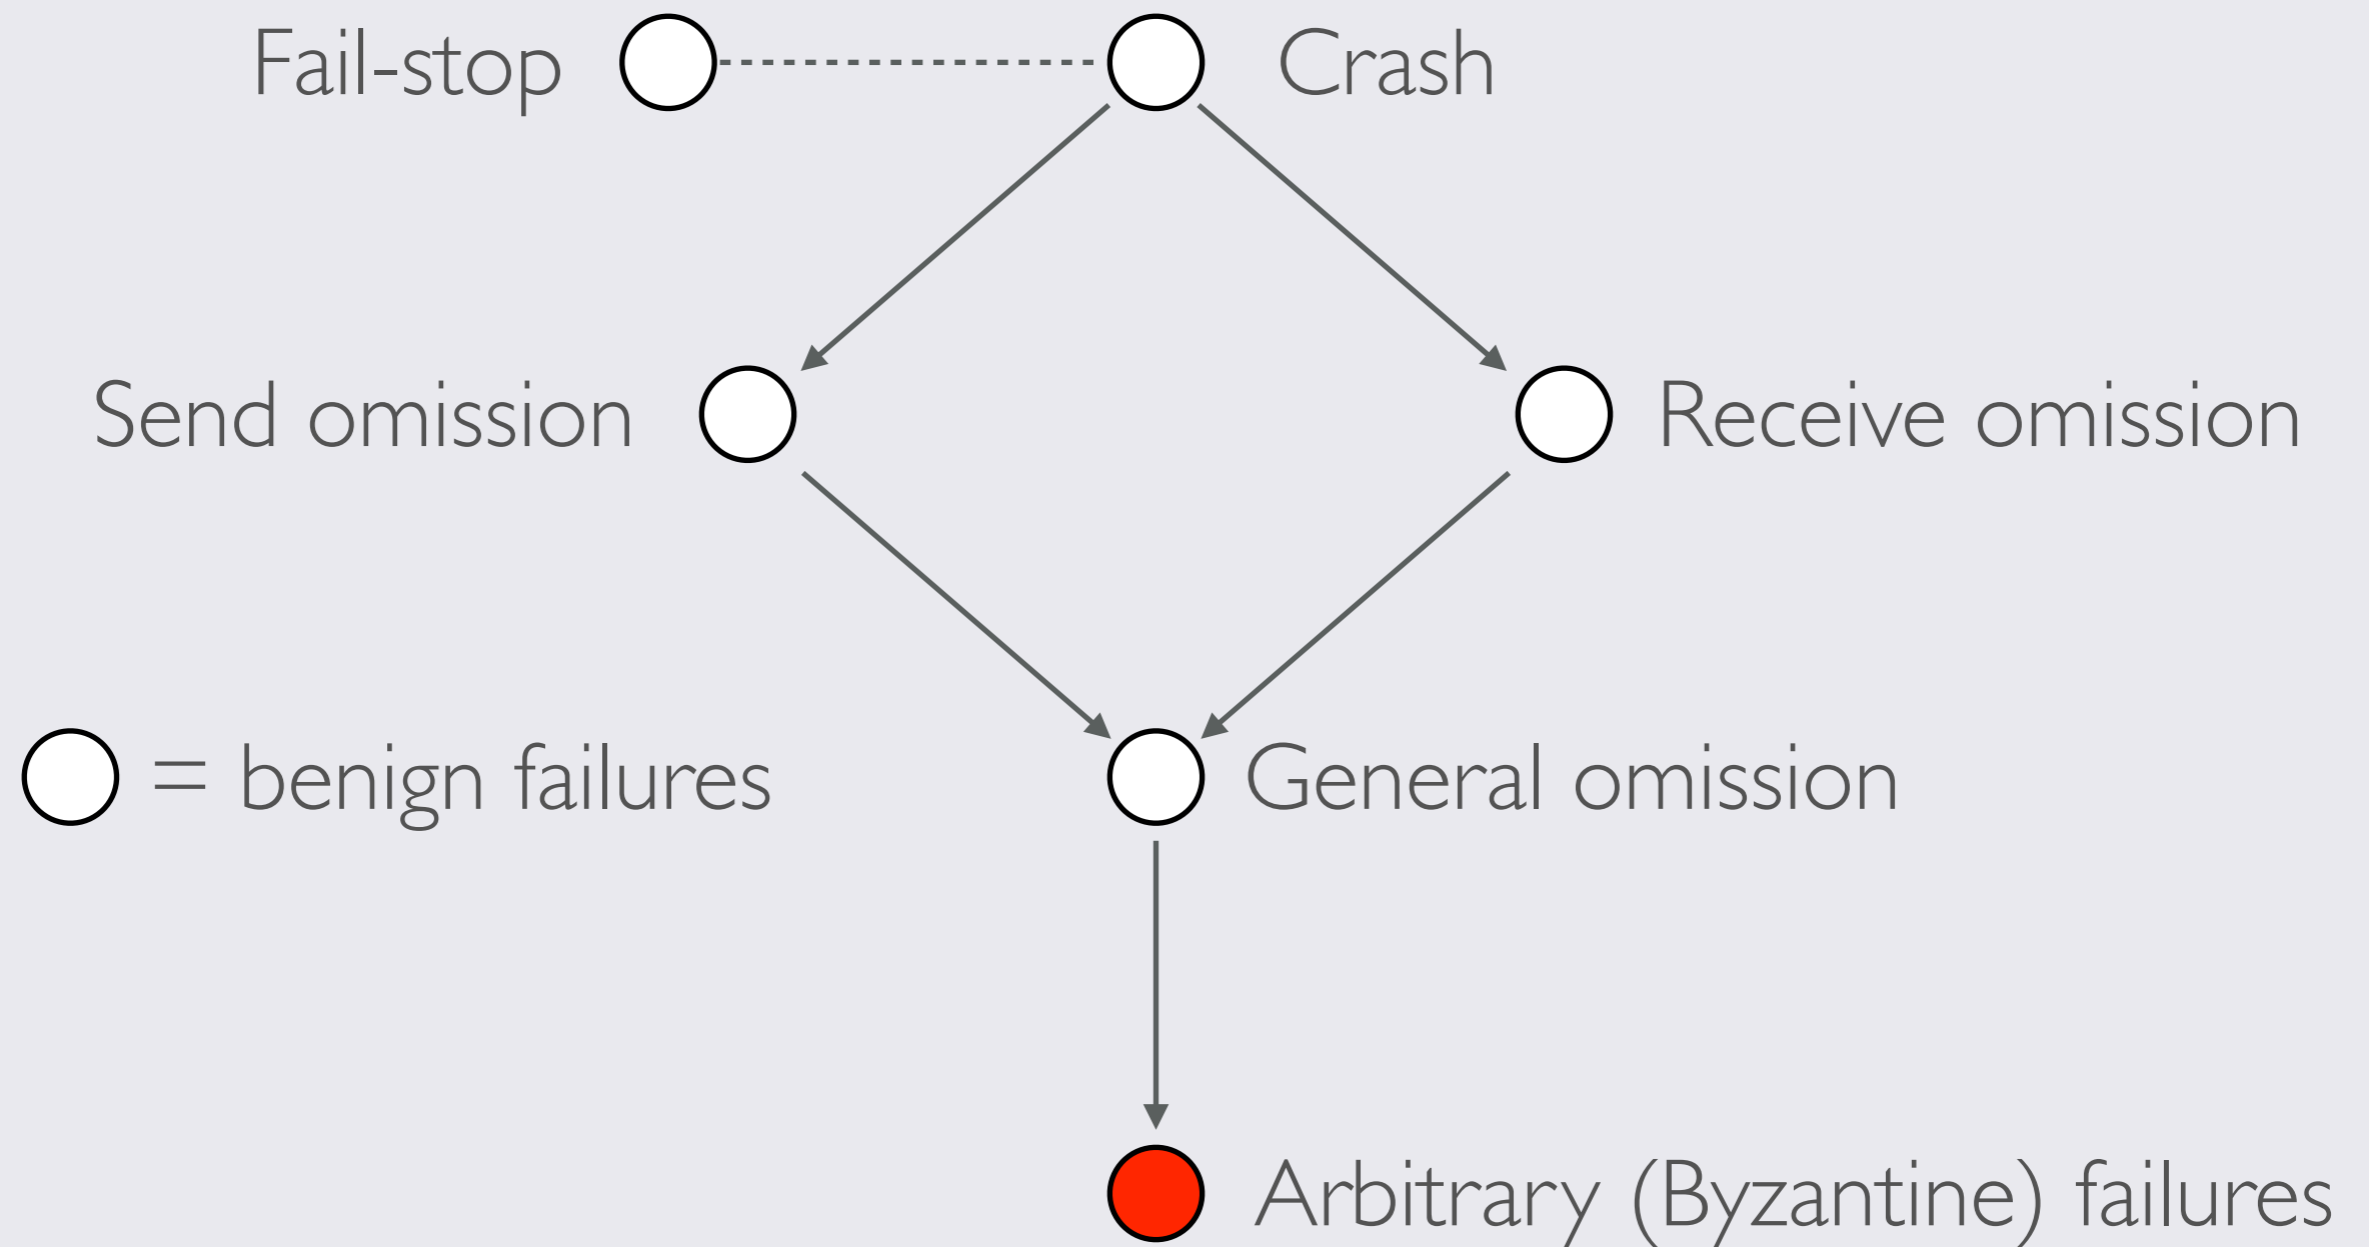 Fail-stop
Crash
Send omission
Receive omission
= benign failures
General omission
Arbitrary (Byzantine) failures